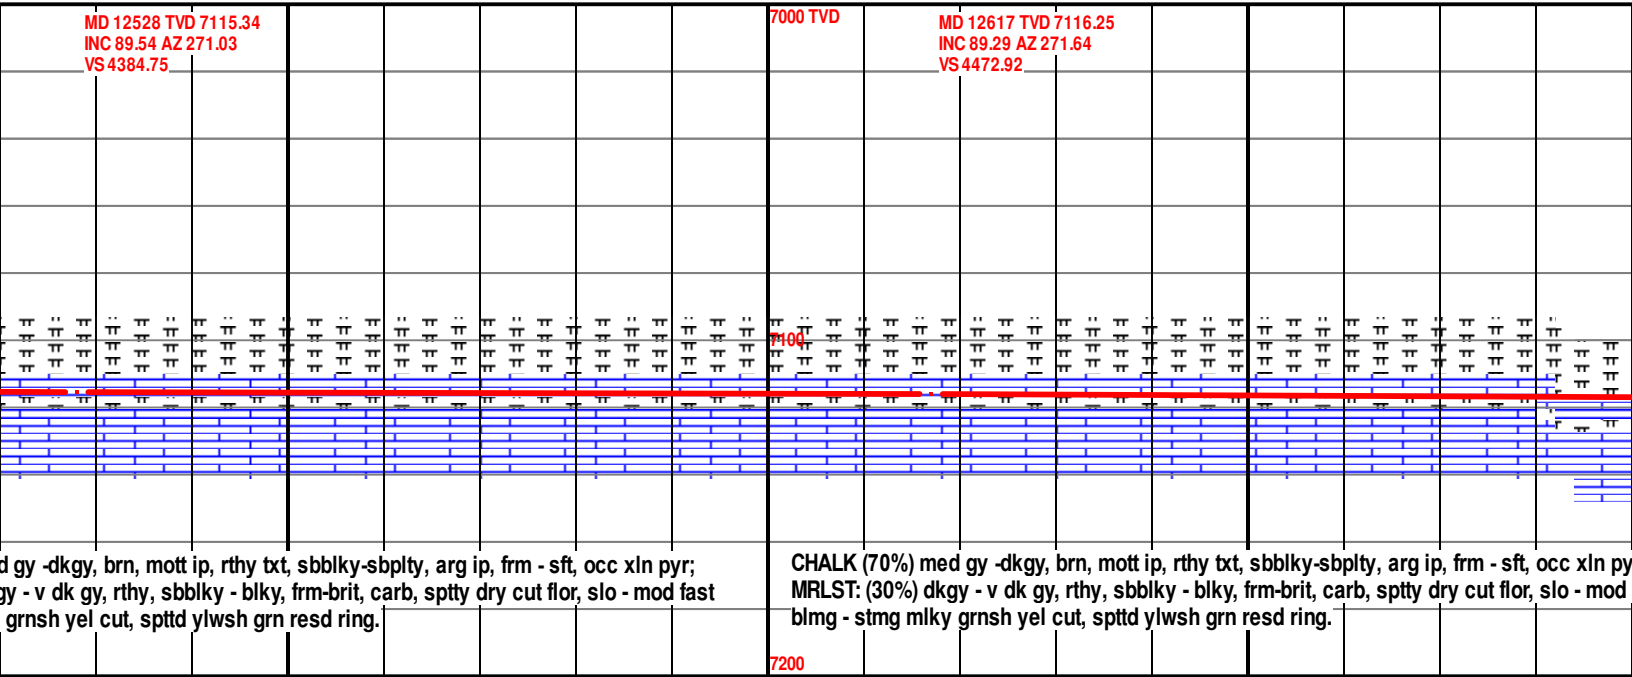 MD 12528 TVD 7115.34
INC 89.54 AZ 271.03
VS 4384.75
7000 TVD
MD 12617 TVD 7116.25
INC 89.29 AZ 271.64
VS 4472.92
7100
gy -dkgy, brn, mott ip, rthy txt, sbblky-sbplty, arg ip, frm - sft, occ xln pyr;
gy - v dk gy, rthy, sbblky - blky, frm-brit, carb, sptty dry cut flor, slo - mod fast
grnsh yel cut, spttd ylwsh grn resd ring.
CHALK (70%) med gy -dkgy, brn, mott ip, rthy txt, sbblky-sbplty, arg ip, frm - sft, occ xln py
MRLST: (30%) dkgy - v dk gy, rthy, sbblky - blky, frm-brit, carb, sptty dry cut flor, slo - mod
blmg - stmg mlky grnsh yel cut, spttd ylwsh grn resd ring.
7200